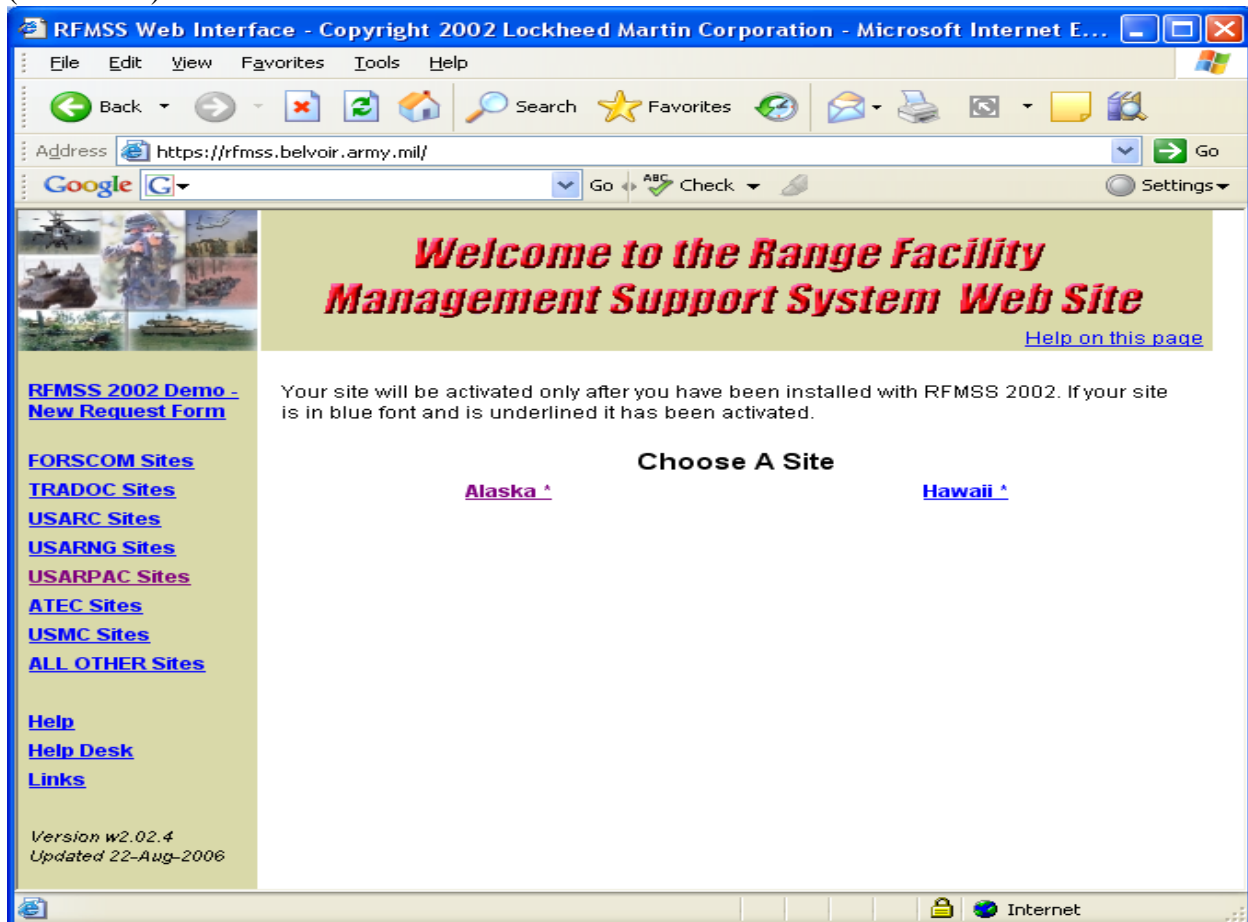 RFMSS Web Interface - Copyright 2002 Lockheed Martin Corporation - Microsoft Internet E...
File Edit View Favorites Tools Help
Back Search Favorites
Address https://rfmss.belvoir.army.mil/ Go
Google G Go ABC Check Settings
Welcome to the Range Facility
Management Support System Web Site
Help on this page
RFMSS 2002 Demo -
New Request Form
FORSCOM Sites
TRADOC Sites
USARC Sites
USARNG Sites
USARPAC Sites
ATEC Sites
USMC Sites
ALL OTHER Sites
Help
Help Desk
Links
Version w2.02.4
Updated 22-Aug-2006
Your site will be activated only after you have been installed with RFMSS 2002. If your site
is in blue font and is underlined it has been activated.
Choose A Site
Alaska * Hawaii *
Internet